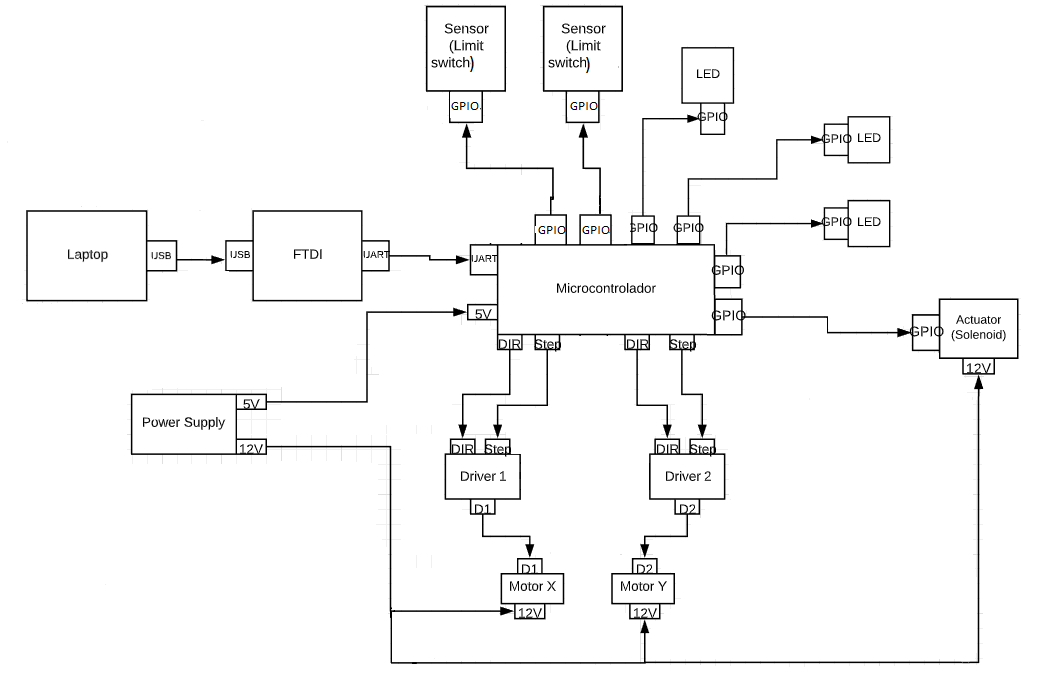 Sensor
(Limit
switch)
GPIO
Sensor
(Limit
switch)
GPIO
LED
GPIO
GPIO
LED
GPIO
LED
Laptop
USB
USB
FTDI
UART
UART
GPIO
GPIO
GPIO
GPIO
GPIO
GPIO
Microcontrolador
5V
DIR
Step
DIR
Step
GPIO
Actuator
(Solenoid)
12V
Power Supply
5V
12V
DIR
Step
Driver 1
D1
DIR
Step
Driver 2
D2
D1
Motor X
12V
D2
Motor Y
12V